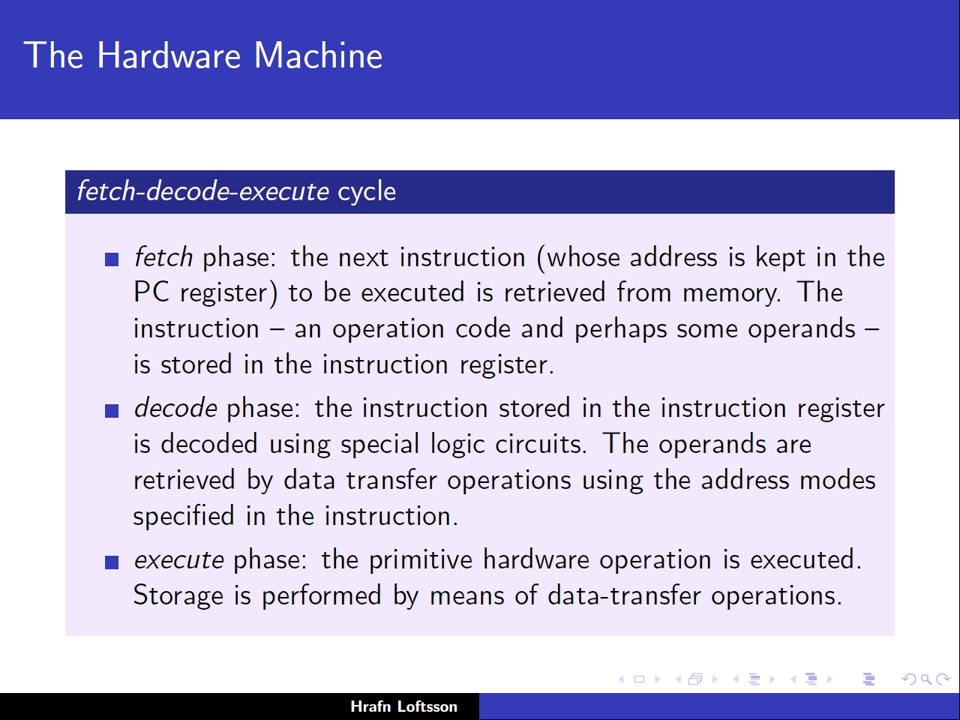 The Hardware Machine
fetch-decode-execute cycle
fetch phase: the next instruction (whose address is kept in the
PC register) to be executed is retrieved from memory. The
instruction – an operation code and perhaps some operands –
is stored in the instruction register.
decode phase: the instruction stored in the instruction register
is decoded using special logic circuits. The operands are
retrieved by data transfer operations using the address modes
specified in the instruction.
execute phase: the primitive hardware operation is executed.
Storage is performed by means of data-transfer operations.
Hrafn Loftsson